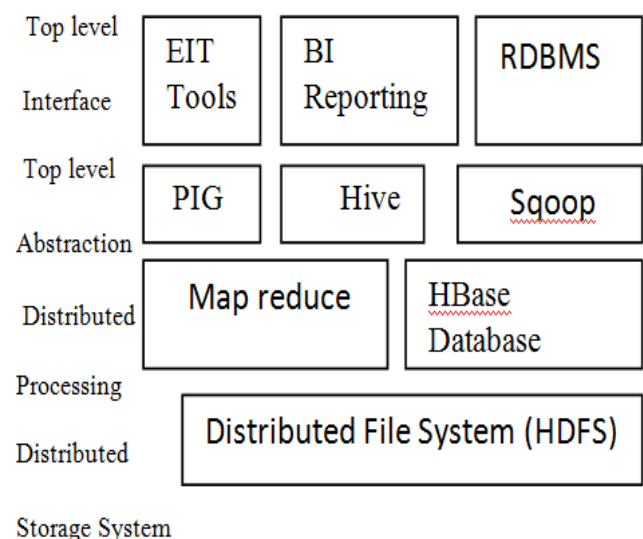 Top level
EIT
Tools
BI
Reporting
RDBMS
Interface
Top level
PIG
Hive
Sqoop
Abstraction
Map reduce
HBase
Database
Distributed
Processing
Distributed File System (HDFS)
Distributed
Storage System